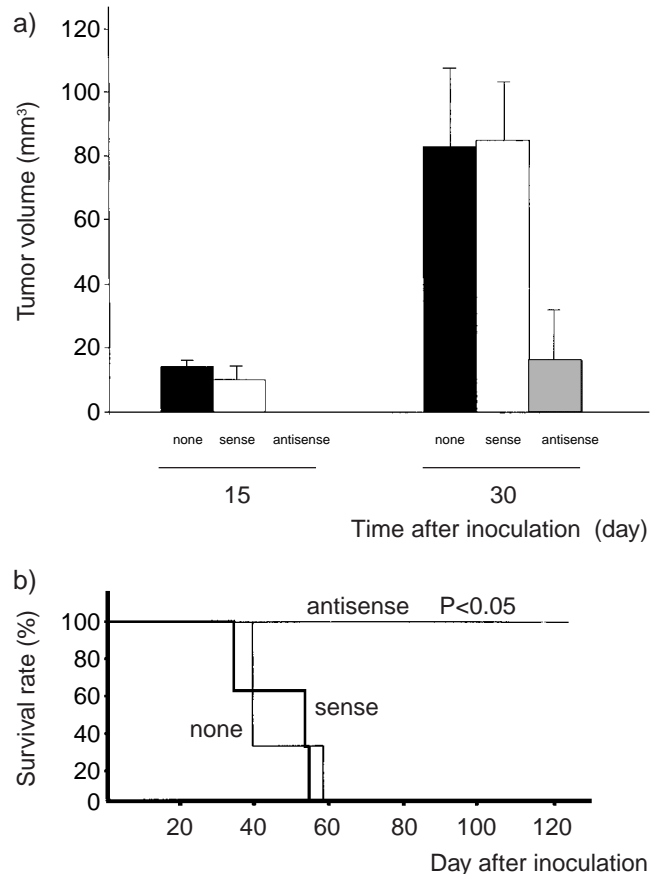 a)
Tumor volume (mm³)
120
100
80
60
40
20
0
none sense antisense none sense antisense
15 30
Time after inoculation (day)
b)
Survival rate (%)
antisense P<0.05
100
80
60
40
20
0
none
sense
20 40 60 80 100 120
Day after inoculation